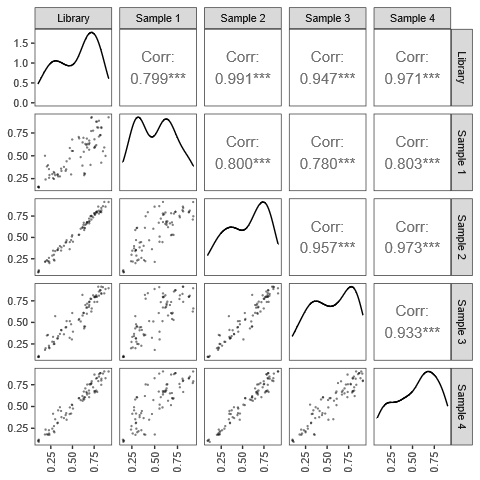 Library
Sample 1
Sample 2
Sample 3
Sample 4
1.5
1.0
0.5
0.0
Corr:
0.799***
Corr:
0.991***
Corr:
0.947***
Corr:
0.971***
Library
0.75
0.50
0.25
Corr:
0.800***
Corr:
0.780***
Corr:
0.803***
Sample 1
0.75
0.50
0.25
Corr:
0.957***
Corr:
0.973***
Sample 2
0.75
0.50
0.25
Corr:
0.933***
Sample 3
0.75
0.50
0.25
Sample 4
0.25
0.50
0.75
0.25
0.50
0.75
0.25
0.50
0.75
0.25
0.50
0.75
0.25
0.50
0.75